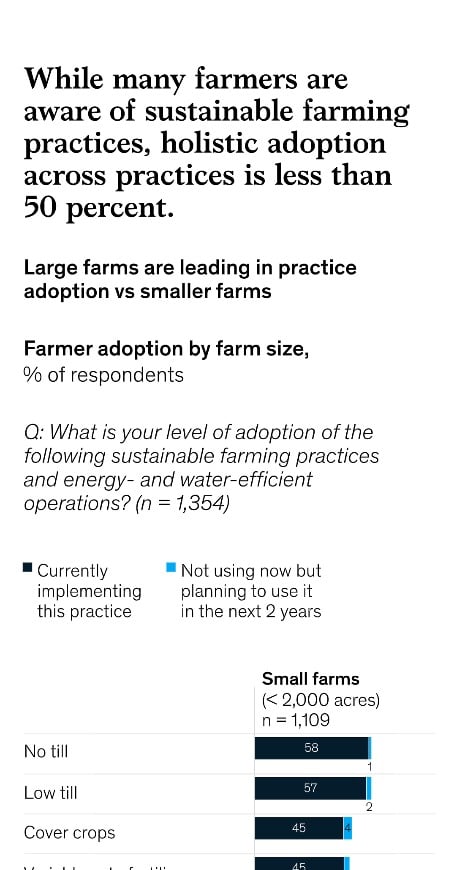 While many farmers are
aware of sustainable farming
practices, holistic adoption
across practices is less than
50 percent.
Large farms are leading in practice
adoption vs smaller farms
Farmer adoption by farm size,
% of respondents
Q: What is your level of adoption of the
following sustainable farming practices
and energy- and water-efficient
operations? (n = 1,354)
Currently
implementing
this practice
Not using now but
planning to use it
in the next 2 years
Small farms
(< 2,000 acres)
n = 1,109
No till
58
1
Low till
57
2
Cover crops
45
4
45